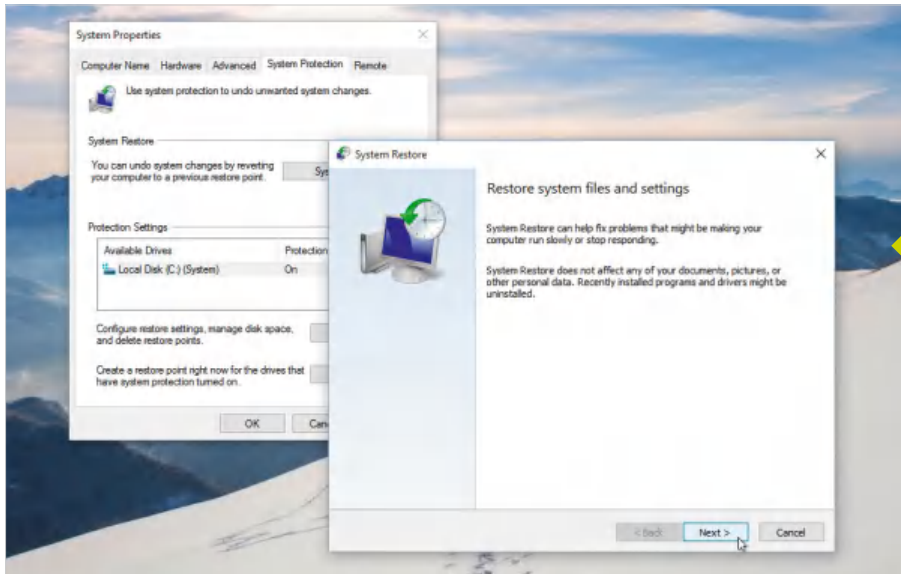 System Properties
Computer Name Hardware Advanced System Protection Remote
Use system protection to undo unwanted system changes.
System Restore
You can undo system changes by reverting
your computer to a previous restore point.
Protection Settings
Available Drives Protection
Local Disk (C:) (System) On
Configure restore settings, manage disk space,
and delete restore points.
Create a restore point right now for the drives that
have system protection turned on.
OK
System Restore
Restore system files and settings
System Restore can help fix problems that might be making your
computer run slowly or stop responding.
System Restore does not affect any of your documents, pictures, or
other personal data. Recently installed programs and drivers might be
uninstalled.
< Back Next > Cancel